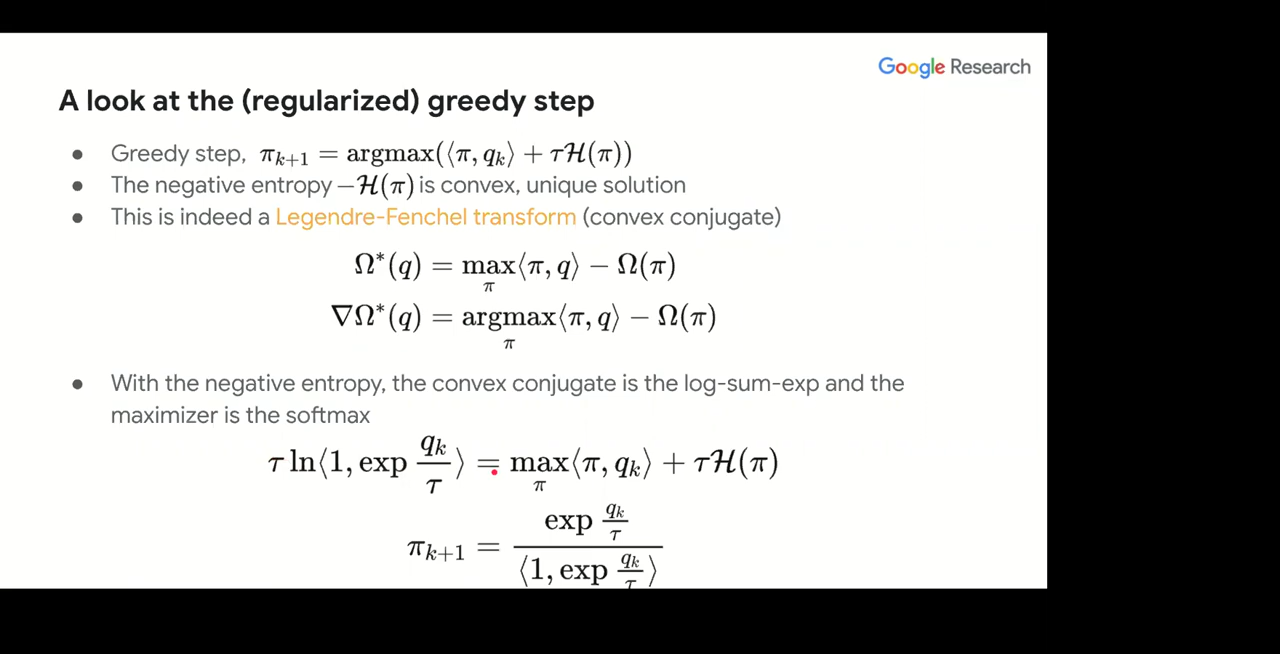 Google Research
A look at the (regularized) greedy step
● Greedy step, π_{k+1} = argmax(⟨π, q_k⟩ + τℋ(π))
● The negative entropy −ℋ(π) is convex, unique solution
● This is indeed a Legendre-Fenchel transform (convex conjugate)
Ω*(q) = max_π ⟨π, q⟩ − Ω(π)
∇Ω*(q) = argmax_π ⟨π, q⟩ − Ω(π)
● With the negative entropy, the convex conjugate is the log-sum-exp and the
maximizer is the softmax
τ ln⟨1, exp q_k/τ⟩ = max_π ⟨π, q_k⟩ + τℋ(π)
π_{k+1} = exp q_k/τ / ⟨1, exp q_k/τ⟩